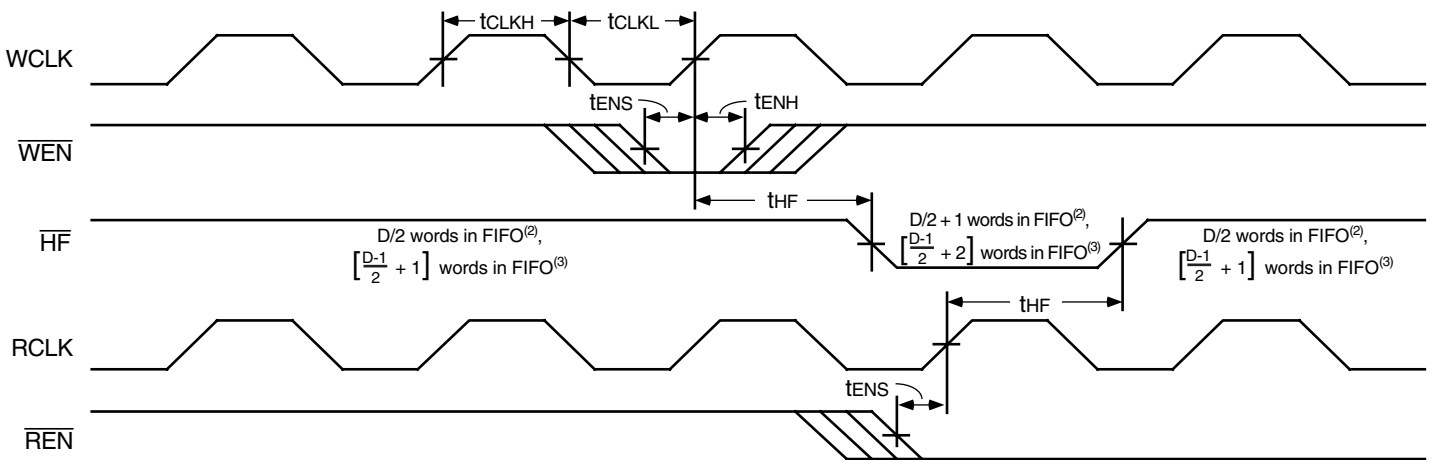 tCLKH tCLKL
WCLK
tENS tENH
WEN
tHF
HF
D/2 words in FIFO(2),
[D-1/2 + 1] words in FIFO(3)
D/2 + 1 words in FIFO(2),
[D-1/2 + 2] words in FIFO(3)
D/2 words in FIFO(2),
[D-1/2 + 1] words in FIFO(3)
tHF
RCLK
tENS
REN